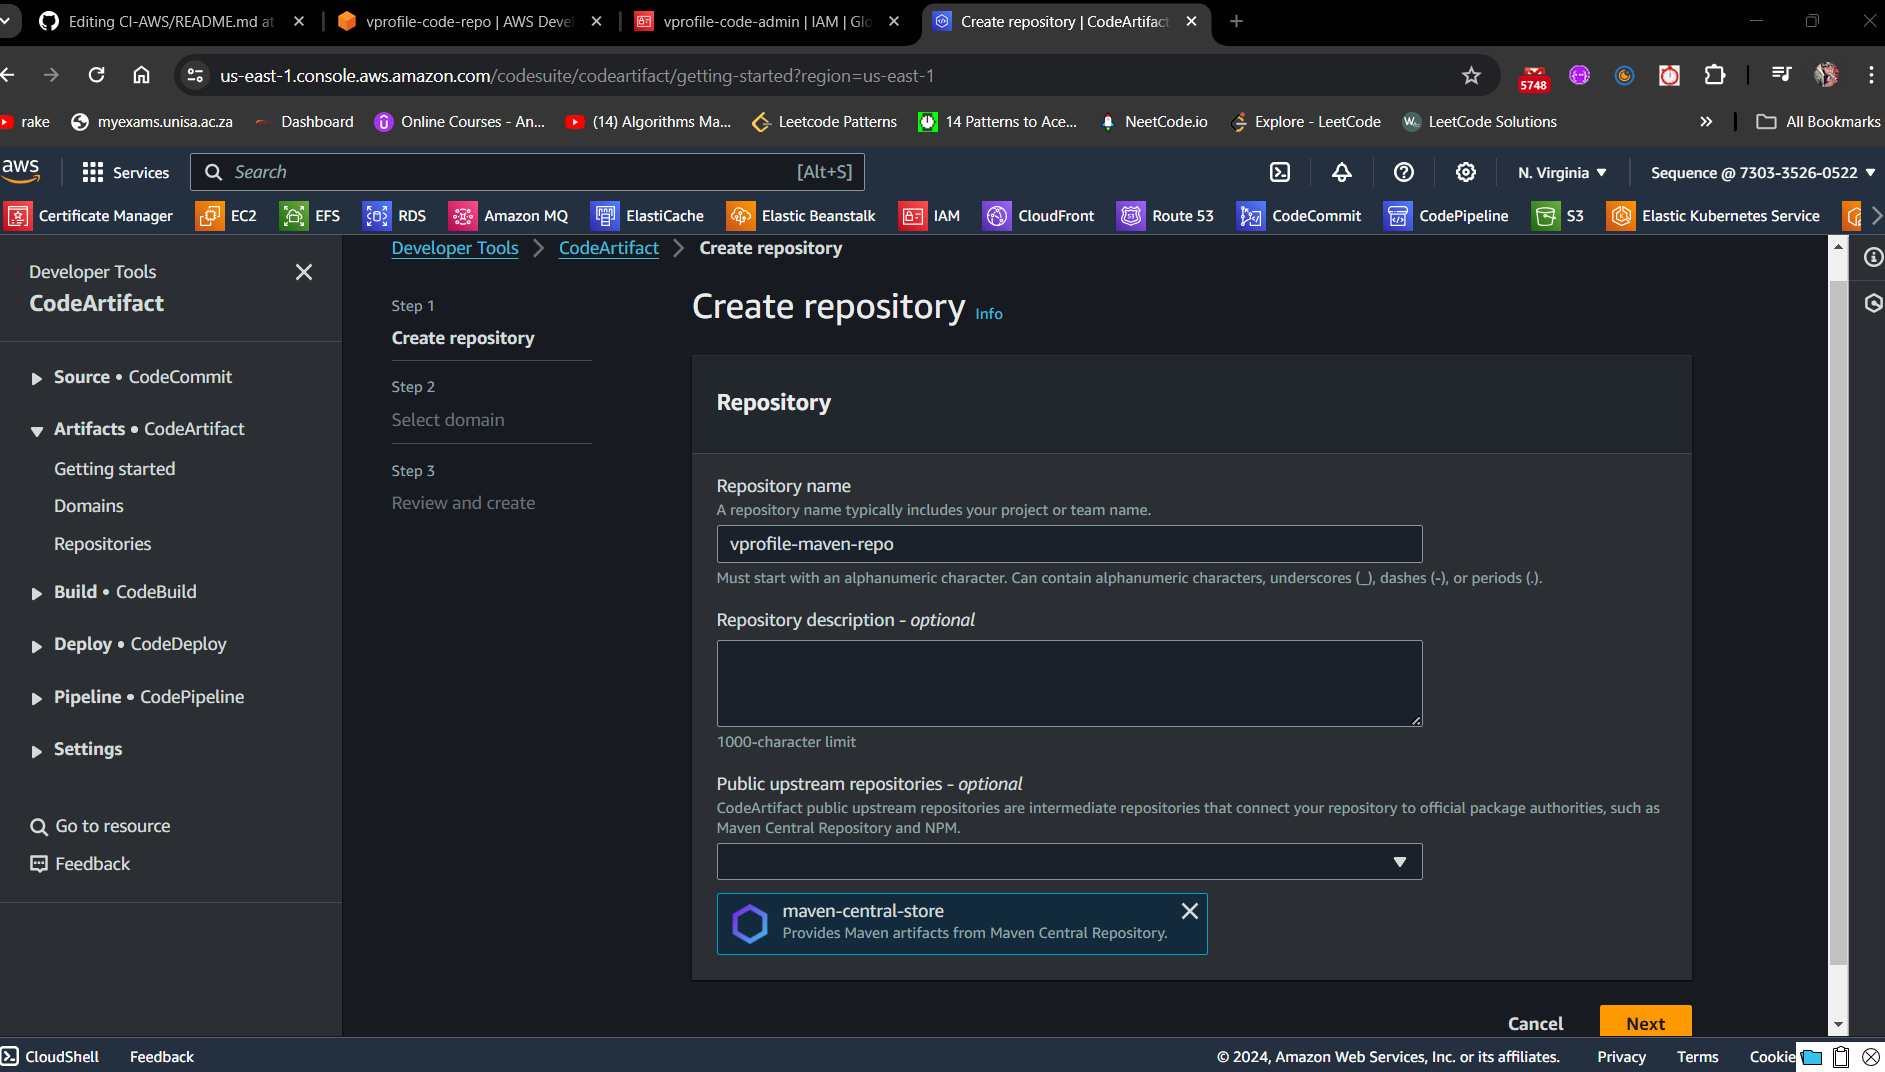 Editing CI-AWS/README.md at
vprofile-code-repo | AWS Devel
vprofile-code-admin | IAM | Glo
Create repository | CodeArtifact
us-east-1.console.aws.amazon.com/codesuite/codeartifact/getting-started?region=us-east-1
5748
rake
myexams.unisa.ac.za
Dashboard
Online Courses - An...
(14) Algorithms Ma...
Leetcode Patterns
14 Patterns to Ace...
NeetCode.io
Explore - LeetCode
LeetCode Solutions
All Bookmarks
aws
Services
Search
[Alt+S]
N. Virginia
Sequence @ 7303-3526-0522
Certificate Manager
EC2
EFS
RDS
Amazon MQ
ElastiCache
Elastic Beanstalk
IAM
CloudFront
Route 53
CodeCommit
CodePipeline
S3
Elastic Kubernetes Service
Developer Tools
CodeArtifact
Source • CodeCommit
Artifacts • CodeArtifact
Getting started
Domains
Repositories
Build • CodeBuild
Deploy • CodeDeploy
Pipeline • CodePipeline
Settings
Go to resource
Feedback
Developer Tools
CodeArtifact
Create repository
Step 1
Create repository
Step 2
Select domain
Step 3
Review and create
Create repository Info
Repository
Repository name
A repository name typically includes your project or team name.
vprofile-maven-repo
Must start with an alphanumeric character. Can contain alphanumeric characters, underscores (_), dashes (-), or periods (.).
Repository description - optional
1000-character limit
Public upstream repositories - optional
CodeArtifact public upstream repositories are intermediate repositories that connect your repository to official package authorities, such as
Maven Central Repository and NPM.
maven-central-store
Provides Maven artifacts from Maven Central Repository.
Cancel
Next
CloudShell
Feedback
© 2024, Amazon Web Services, Inc. or its affiliates.
Privacy
Terms
Cookie